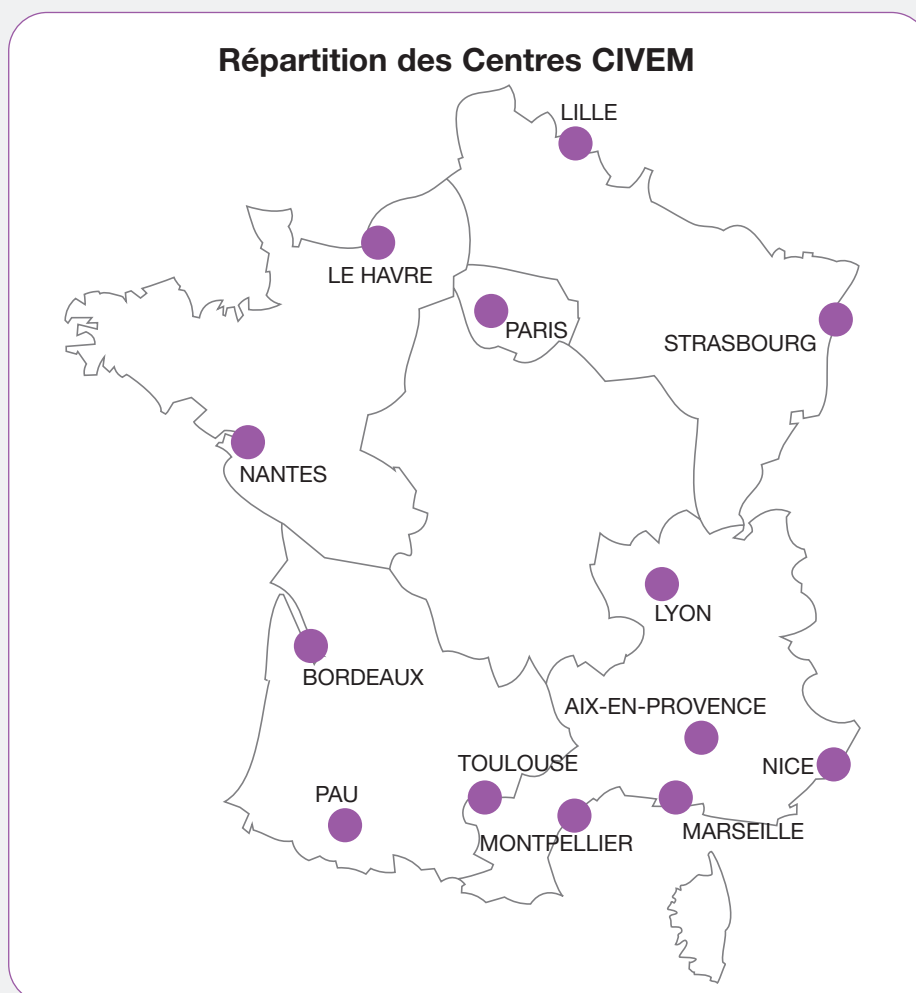 Répartition des Centres CIVEM
LILLE
LE HAVRE
PARIS
STRASBOURG
NANTES
LYON
BORDEAUX
AIX-EN-PROVENCE
TOULOUSE
NICE
PAU
MARSEILLE
MONTPELLIER